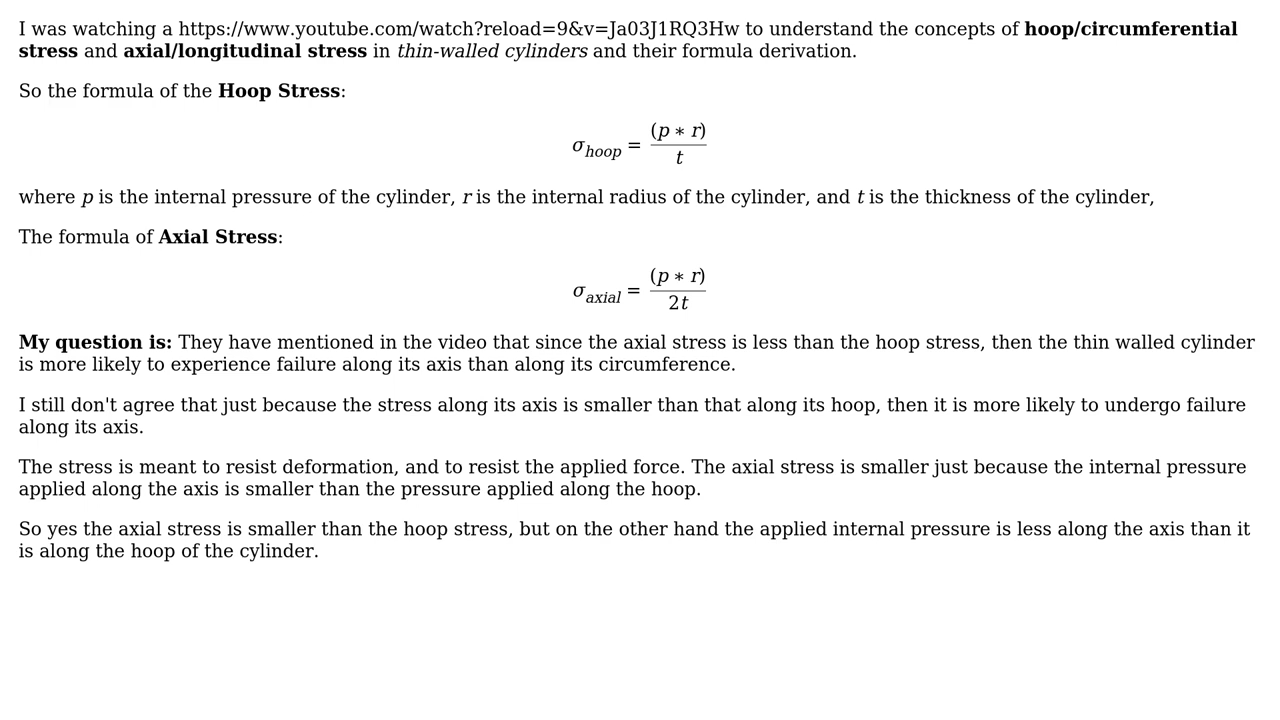 I was watching a https://www.youtube.com/watch?reload=9&v=Ja03J1RQ3Hw to understand the concepts of hoop/circumferential
stress and axial/longitudinal stress in thin-walled cylinders and their formula derivation.
So the formula of the Hoop Stress:
σ_hoop = (p * r) / t
where p is the internal pressure of the cylinder, r is the internal radius of the cylinder, and t is the thickness of the cylinder,
The formula of Axial Stress:
σ_axial = (p * r) / 2t
My question is: They have mentioned in the video that since the axial stress is less than the hoop stress, then the thin walled cylinder
is more likely to experience failure along its axis than along its circumference.
I still don't agree that just because the stress along its axis is smaller than that along its hoop, then it is more likely to undergo failure
along its axis.
The stress is meant to resist deformation, and to resist the applied force. The axial stress is smaller just because the internal pressure
applied along the axis is smaller than the pressure applied along the hoop.
So yes the axial stress is smaller than the hoop stress, but on the other hand the applied internal pressure is less along the axis than it
is along the hoop of the cylinder.